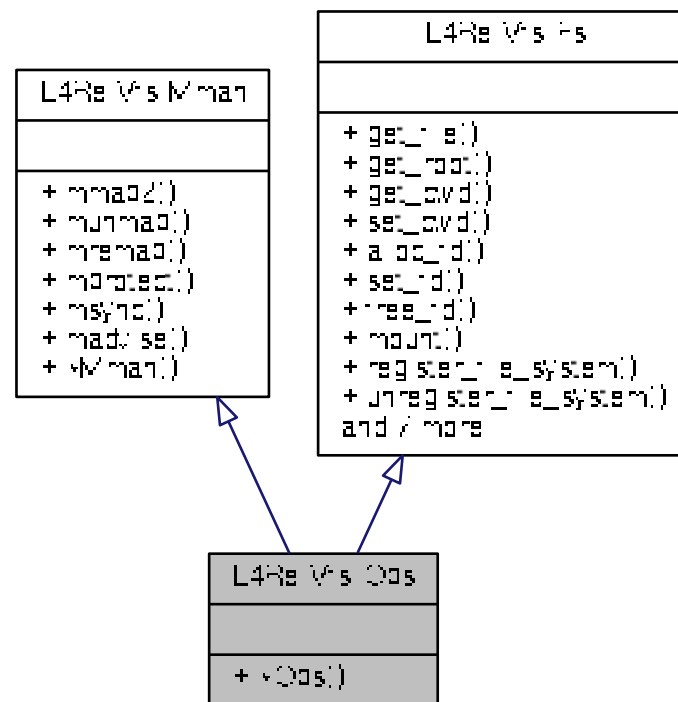 L4Re Vfs Mman
+ mmap2()
+ munmap()
+ mremap()
+ mprotect()
+ msync()
+ madvise()
+ ~Mman()
L4Re Vfs Fs
+ get_file()
+ get_root()
+ get_cwd()
+ set_cwd()
+ alloc_fd()
+ set_fd()
+ free_fd()
+ mount()
+ register_file_system()
+ unregister_file_system()
and 7 more
L4Re Vfs Ops
+ ~Ops()